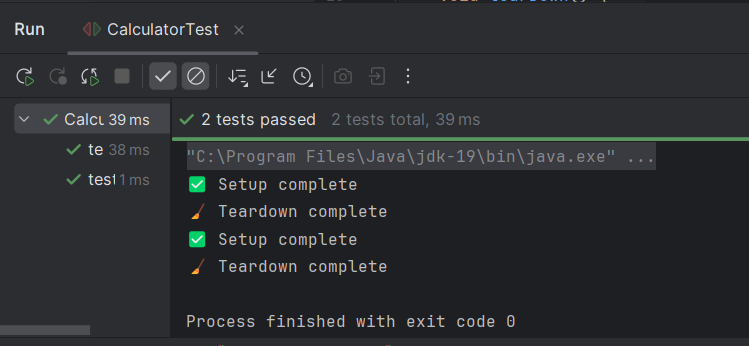 Run CalculatorTest
Calcu 39 ms
2 tests passed 2 tests total, 39 ms
te 38 ms
test 1 ms
"C:\Program Files\Java\jdk-19\bin\java.exe" ...
✅ Setup complete
🧹 Teardown complete
✅ Setup complete
🧹 Teardown complete
Process finished with exit code 0